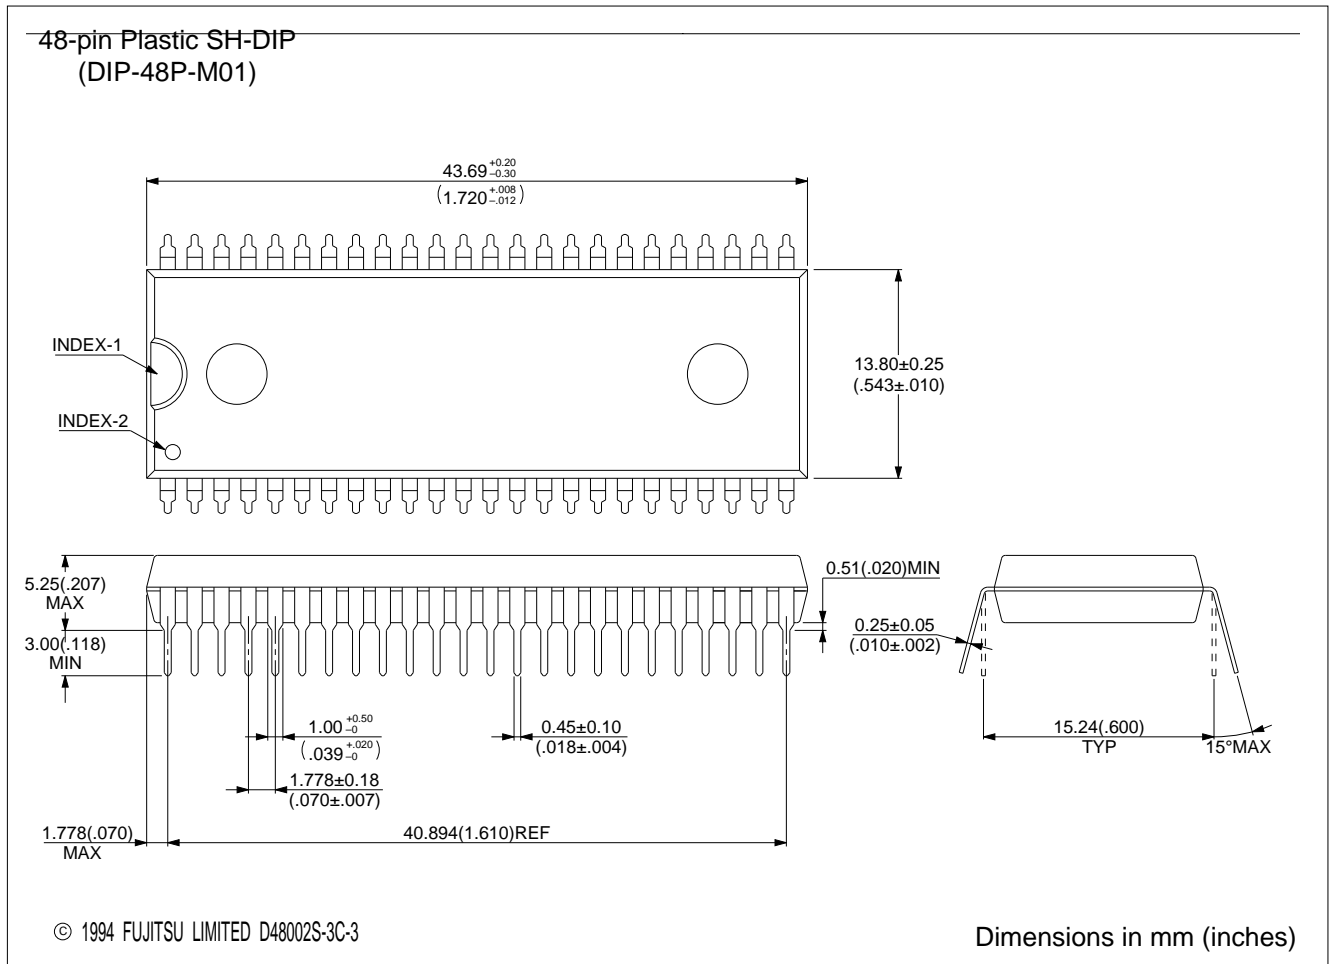 48-pin Plastic SH-DIP
(DIP-48P-M01)
43.69 +0.20 –0.30
(1.720 +.008 –.012)
INDEX-1
13.80±0.25
(.543±.010)
INDEX-2
5.25(.207)
MAX
0.51(.020)MIN
3.00(.118)
MIN
0.25±0.05
(.010±.002)
1.00 +0.50 –0
(.039 +.020 –0)
0.45±0.10
(.018±.004)
15.24(.600)
TYP
15°MAX
1.778±0.18
(.070±.007)
1.778(.070)
MAX
40.894(1.610)REF
© 1994 FUJITSU LIMITED D48002S-3C-3
Dimensions in mm (inches)